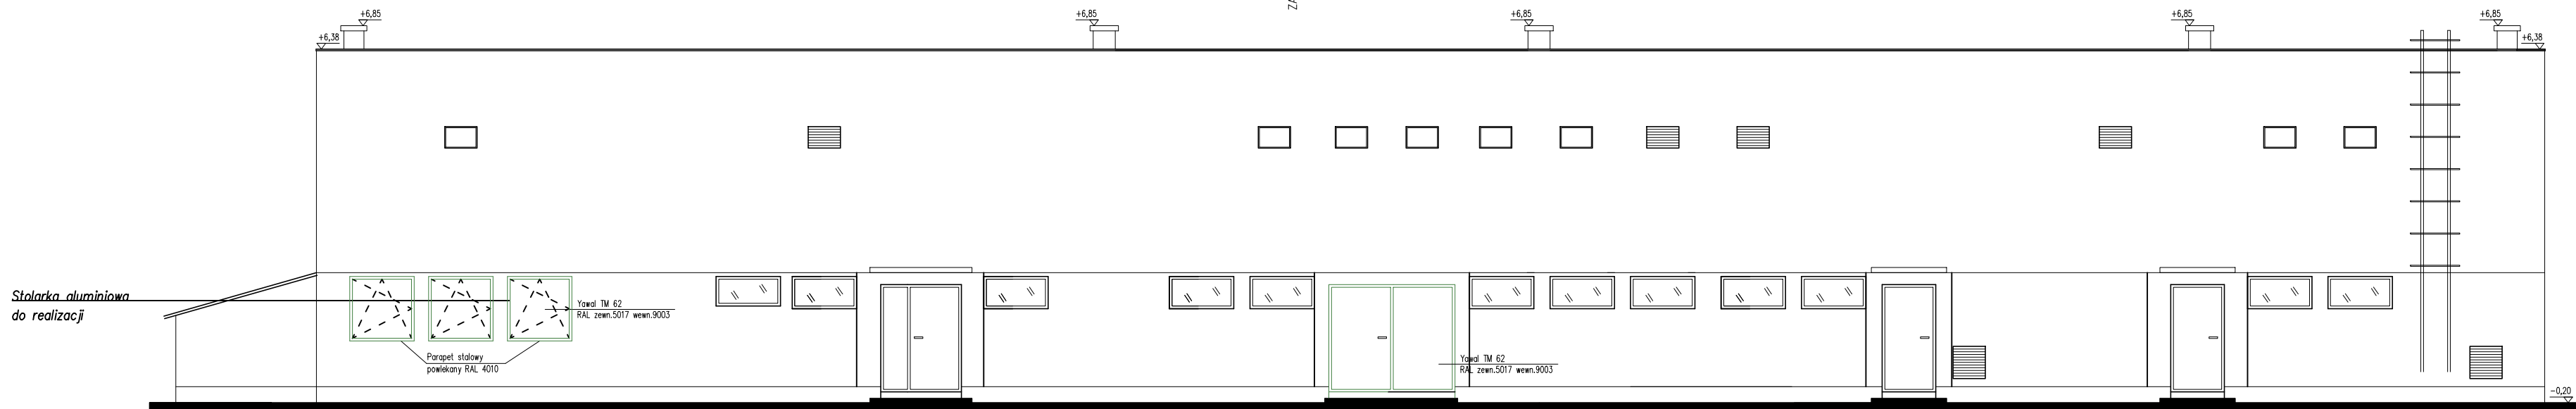 ZA
+6,85
+6,85
+6,85
+6,85
+6,85
+6,38
+6,38
Stolarka aluminiowa
do realizacji
Yawal TM 62
RAL zewn.5017 wewn.9003
Parapet stalowy
powlekany RAL 4010
Yawal TM 62
RAL zewn.5017 wewn.9003
-0,20